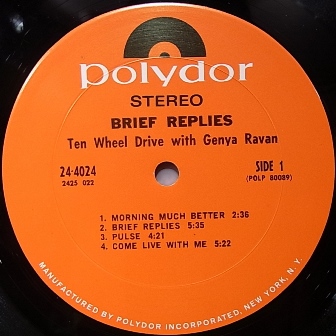 polydor
STEREO
BRIEF REPLIES
Ten Wheel Drive with Genya Ravan
24-4024
2425 022
SIDE 1
(POLP 80089)
1. MORNING MUCH BETTER 2:36
2. BRIEF REPLIES 5:35
3. PULSE 4:21
4. COME LIVE WITH ME 5:22
MANUFACTURED BY POLYDOR INCORPORATED, NEW YORK, N.Y.